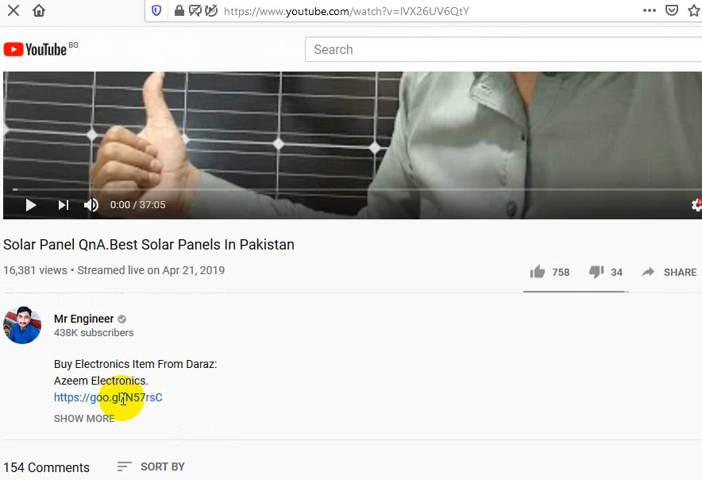 https://www.youtube.com/watch?v=IVX26UV6QtY
YouTube BG
Search
0:00 / 37:05
Solar Panel QnA.Best Solar Panels In Pakistan
16,381 views • Streamed live on Apr 21, 2019
758 34 SHARE
Mr Engineer
438K subscribers
Buy Electronics Item From Daraz:
Azeem Electronics.
https://goo.gl/N57rsC
SHOW MORE
154 Comments SORT BY